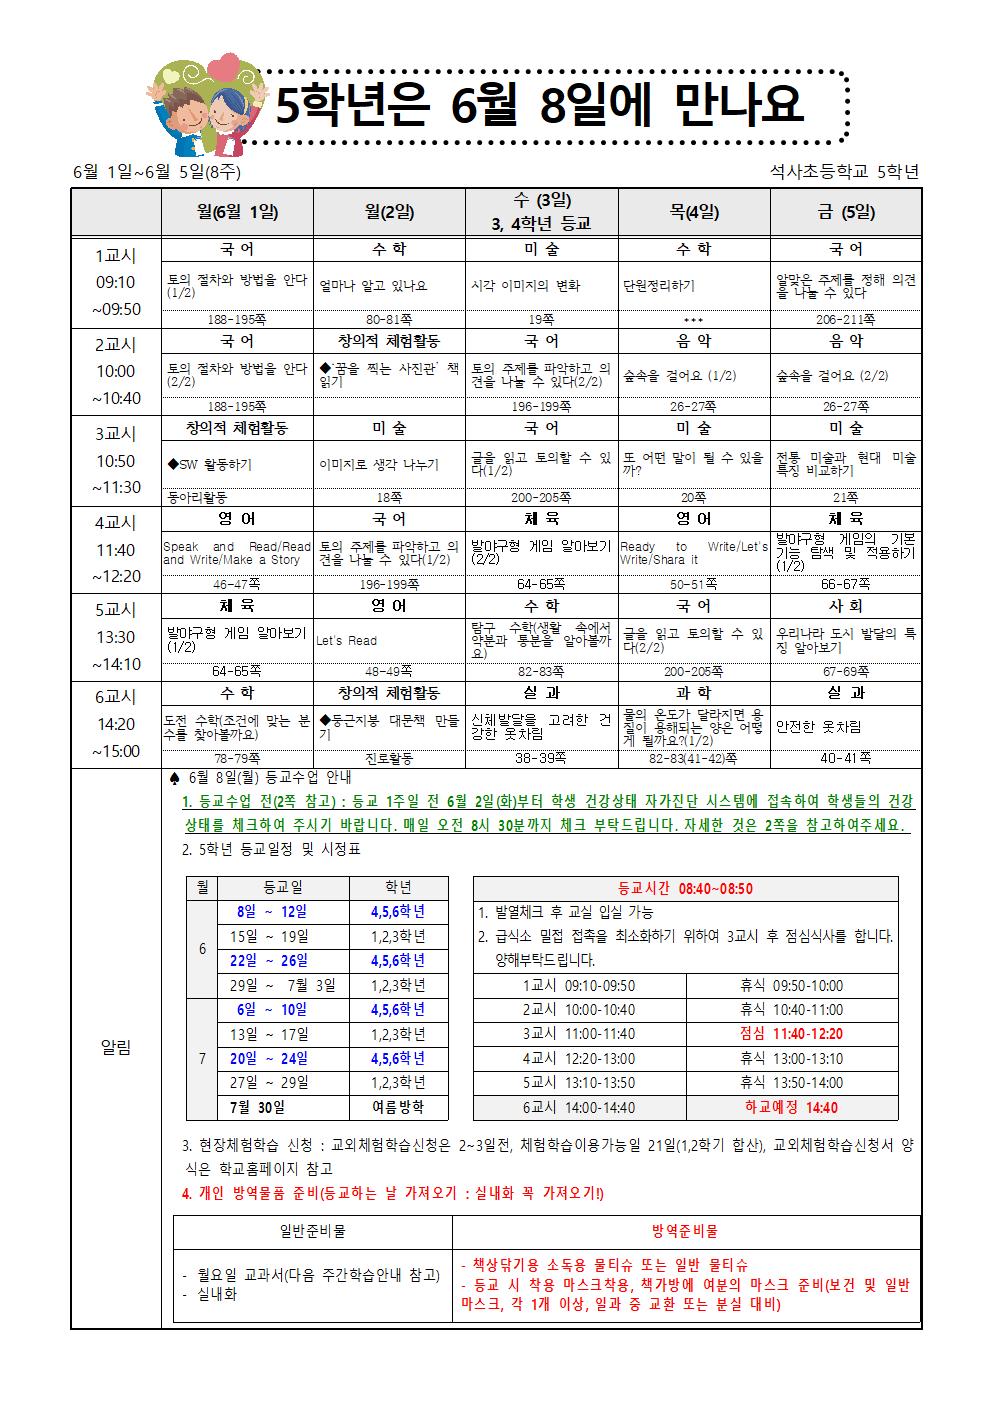 5학년은 6월 8일에 만나요
6월 1일~6월 5일(8주) 석사초등학교 5학년
월(6월 1일) 월(2일) 수 (3일) 목(4일) 금 (5일)
3, 4학년 등교
1교시
09:10
~09:50
국 어 수 학 미 술 수 학 국 어
토의 절차와 방법을 안다
(1/2)
얼마나 알고 있나요
시각 이미지의 변화
단원정리하기
알맞은 주제를 정해 의견
을 나눌 수 있다
188-195쪽 80-81쪽 19쪽 *** 206-211쪽
2교시
10:00
~10:40
국 어 창의적 체험활동 국 어 음 악 음 악
토의 절차와 방법을 안다
(2/2)
◆'꿈을 찍는 사진관' 책
읽기
토의 주제를 파악하고 의
견을 나눌 수 있다(2/2)
숲속을 걸어요 (1/2)
숲속을 걸어요 (2/2)
188-195쪽 196-199쪽 26-27쪽 26-27쪽
3교시
10:50
~11:30
창의적 체험활동 미 술 국 어 미 술 미 술
◆SW 활동하기
이미지로 생각 나누기
글을 읽고 토의할 수 있
다(1/2)
또 어떤 말이 될 수 있을
까?
전통 미술과 현대 미술
특징 비교하기
동아리활동 18쪽 200-205쪽 20쪽 21쪽
4교시
11:40
~12:20
영 어 국 어 체 육 영 어 체 육
Speak and Read/Read
and Write/Make a Story
토의 주제를 파악하고 의
견을 나눌 수 있다(1/2)
발야구형 게임 알아보기
(2/2)
Ready to Write/Let's
Write/Shara it
발야구형 게임의 기본
기능 탐색 및 적용하기
(1/2)
46-47쪽 196-199쪽 64-65쪽 50-51쪽 66-67쪽
5교시
13:30
~14:10
체 육 영 어 수 학 국 어 사 회
발야구형 게임 알아보기
(1/2)
Let's Read
탐구 수학(생활 속에서
약분과 통분을 알아볼까
요)
글을 읽고 토의할 수 있
다(2/2)
우리나라 도시 발달의 특
징 알아보기
64-65쪽 48-49쪽 82-83쪽 200-205쪽 67-69쪽
6교시
14:20
~15:00
수 학 창의적 체험활동 실 과 과 학 실 과
도전 수학(조건에 맞는 분
수를 찾아볼까요)
◆둥근지붕 대문책 만들
기
신체발달을 고려한 건
강한 옷차림
물의 온도가 달라지면 용
질이 용해되는 양은 어떻
게 될까요?(1/2)
안전한 옷차림
78-79쪽 진로활동 38-39쪽 82-83(41-42)쪽 40-41쪽
알림
♠ 6월 8일(월) 등교수업 안내
1. 등교수업 전(2쪽 참고) : 등교 1주일 전 6월 2일(화)부터 학생 건강상태 자가진단 시스템에 접속하여 학생들의 건강
상태를 체크하여 주시기 바랍니다. 매일 오전 8시 30분까지 체크 부탁드립니다. 자세한 것은 2쪽을 참고하여주세요.
2. 5학년 등교일정 및 시정표
월 등교일 학년
6
8일 ~ 12일 4,5,6학년
15일 ~ 19일 1,2,3학년
22일 ~ 26일 4,5,6학년
29일 ~ 7월 3일 1,2,3학년
7
6일 ~ 10일 4,5,6학년
13일 ~ 17일 1,2,3학년
20일 ~ 24일 4,5,6학년
27일 ~ 29일 1,2,3학년
7월 30일 여름방학
등교시간 08:40~08:50
1. 발열체크 후 교실 입실 가능
2. 급식소 밀접 접촉을 최소화하기 위하여 3교시 후 점심식사를 합니다.
양해부탁드립니다.
1교시 09:10-09:50 휴식 09:50-10:00
2교시 10:00-10:40 휴식 10:40-11:00
3교시 11:00-11:40 점심 11:40-12:20
4교시 12:20-13:00 휴식 13:00-13:10
5교시 13:10-13:50 휴식 13:50-14:00
6교시 14:00-14:40 하교예정 14:40
3. 현장체험학습 신청 : 교외체험학습신청은 2~3일전, 체험학습이용가능일 21일(1,2학기 합산), 교외체험학습신청서 양
식은 학교홈페이지 참고
4. 개인 방역물품 준비(등교하는 날 가져오기 : 실내화 꼭 가져오기!)
일반준비물 방역준비물
- 월요일 교과서(다음 주간학습안내 참고)
- 실내화
- 책상닦기용 소독용 물티슈 또는 일반 물티슈
- 등교 시 착용 마스크착용, 책가방에 여분의 마스크 준비(보건 및 일반
마스크, 각 1개 이상, 일과 중 교환 또는 분실 대비)